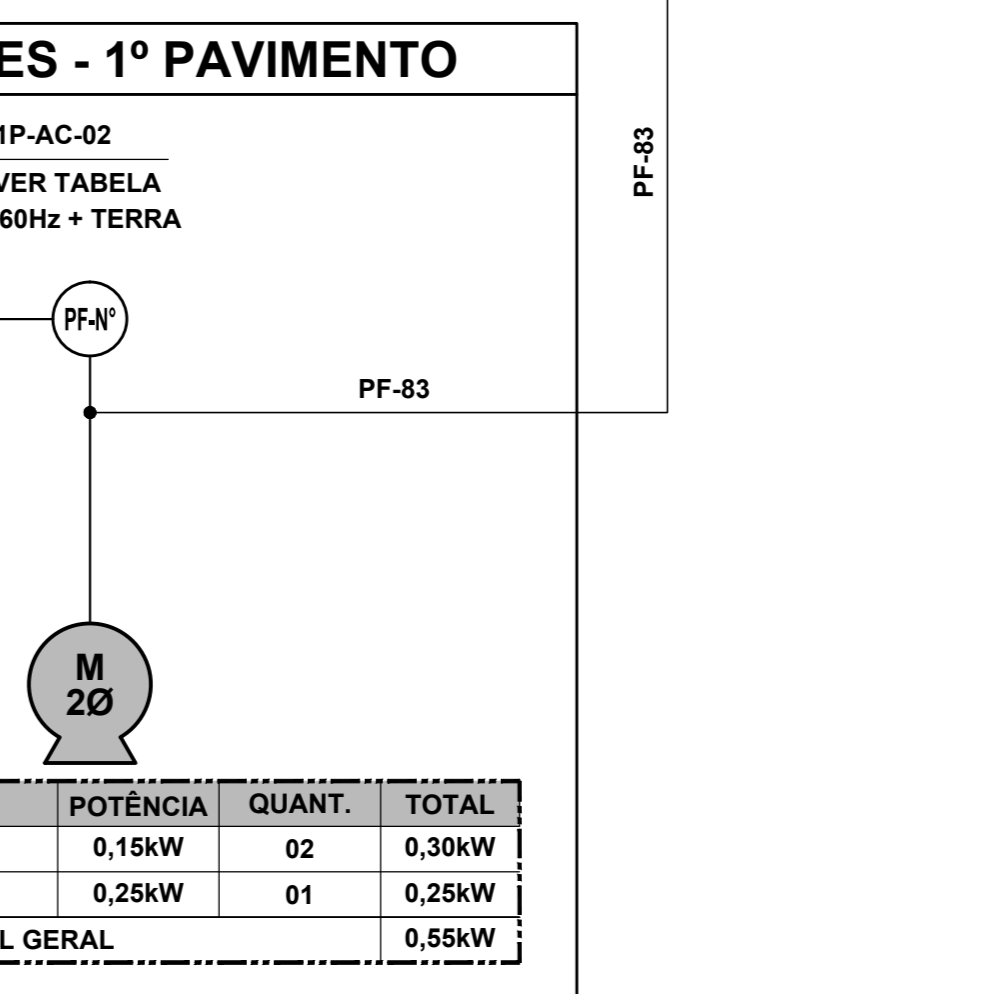 ES - 1º PAVIMENTO
1P-AC-02
VER TABELA
60Hz + TERRA
PF-83
PF-Nº
PF-83
M
2Ø
POTÊNCIA QUANT. TOTAL
0,15kW 02 0,30kW
0,25kW 01 0,25kW
L GERAL 0,55kW